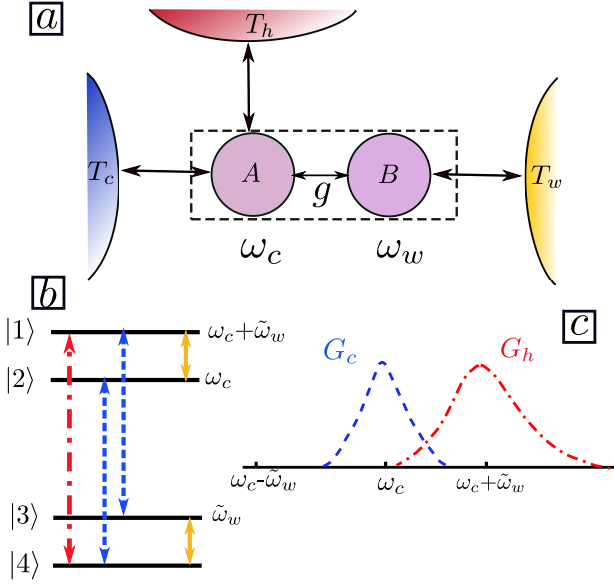 a
T_h
T_c
A
g
B
T_w
ω_c
ω_w
b
|1⟩
ω_c+ω̃_w
|2⟩
ω_c
|3⟩
ω̃_w
|4⟩
c
G_c
G_h
ω_c-ω̃_w
ω_c
ω_c+ω̃_w